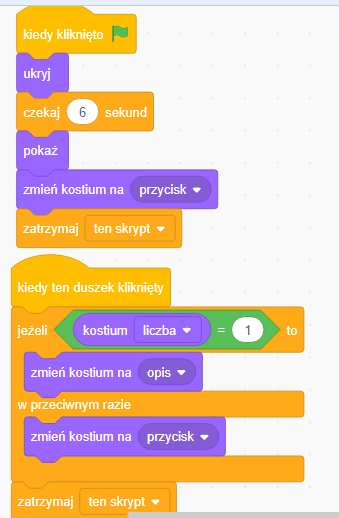 kiedy kliknięto
ukryj
czekaj 6 sekund
pokaż
zmień kostium na przycisk
zatrzymaj ten skrypt
kiedy ten duszek kliknięty
jeżeli kostium liczba = 1 to
zmień kostium na opis
w przeciwnym razie
zmień kostium na przycisk
zatrzymaj ten skrypt